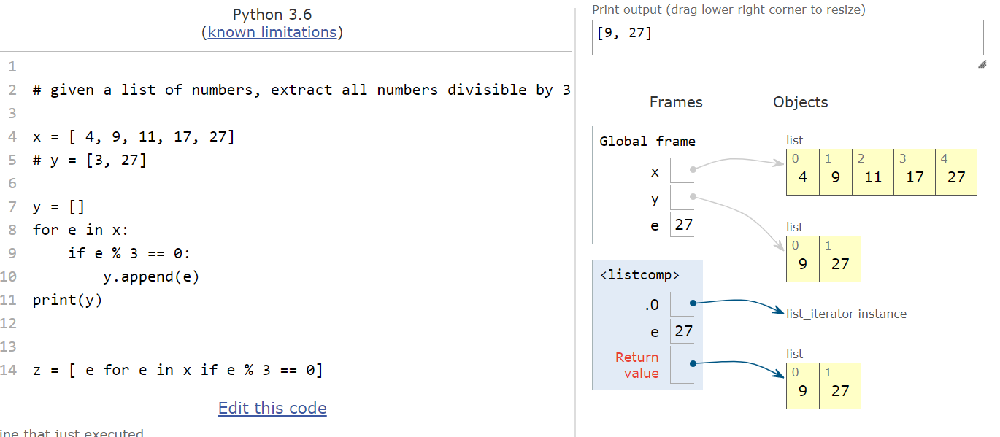 Python 3.6
(known limitations)
1
2 # given a list of numbers, extract all numbers divisible by 3
3
4 x = [ 4, 9, 11, 17, 27]
5 # y = [3, 27]
6
7 y = []
8 for e in x:
9     if e % 3 == 0:
10         y.append(e)
11 print(y)
12
13
14 z = [ e for e in x if e % 3 == 0]
Edit this code
ine that just executed
Print output (drag lower right corner to resize)
[9, 27]
Frames Objects
Global frame
x
y
e 27
list
0 1 2 3 4
4 9 11 17 27
list
0 1
9 27
<listcomp>
.0
e 27
Return
value
list_iterator instance
list
0 1
9 27